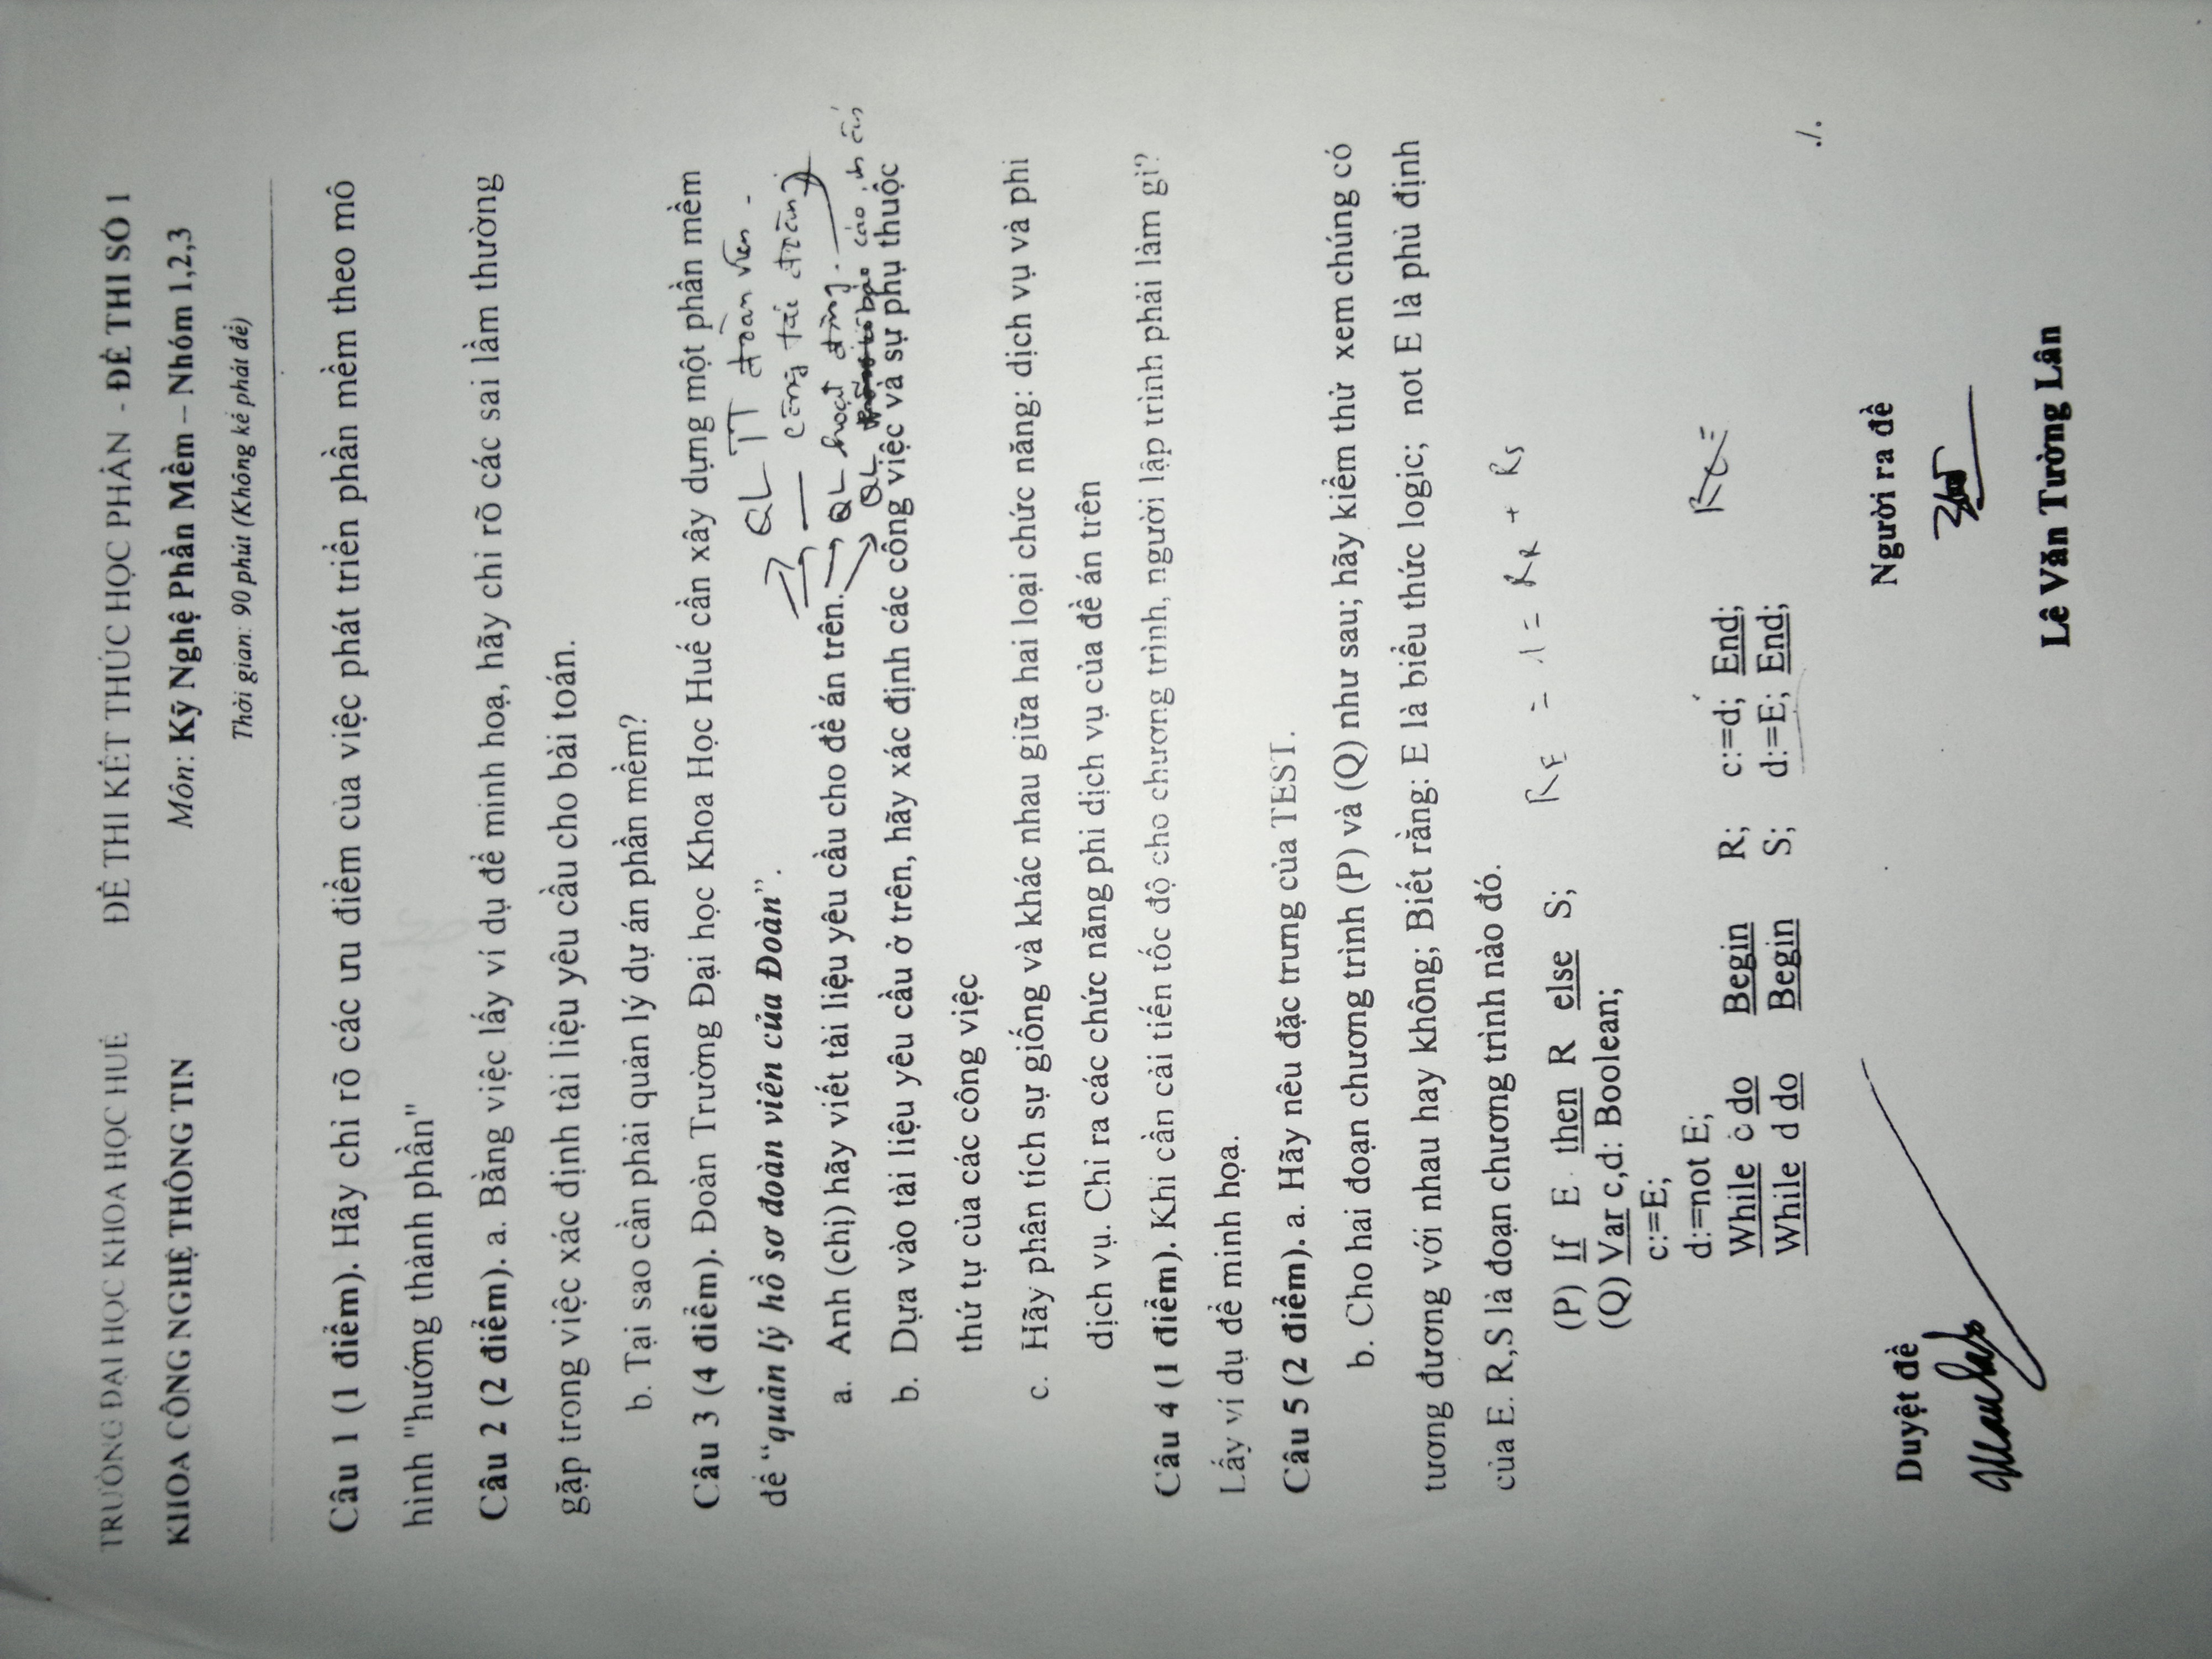 TRƯỜNG ĐẠI HỌC KHOA HỌC HUẾ
KHOA CÔNG NGHỆ THÔNG TIN
ĐỀ THI KẾT THÚC HỌC PHẦN - ĐỀ THI SỐ 1
Môn: Kỹ Nghệ Phần Mềm – Nhóm 1,2,3
Thời gian: 90 phút (Không kể phát đề)
Câu 1 (1 điểm). Hãy chỉ rõ các ưu điểm của việc phát triển phần mềm theo mô
hình "hướng thành phần"
Câu 2 (2 điểm). a. Bằng việc lấy ví dụ để minh hoạ, hãy chỉ rõ các sai lầm thường
gặp trong việc xác định tài liệu yêu cầu cho bài toán.
b. Tại sao cần phải quản lý dự án phần mềm?
Câu 3 (4 điểm). Đoàn Trường Đại học Khoa Học Huế cần xây dựng một phần mềm
để “quản lý hồ sơ đoàn viên của Đoàn”.
QL TT đoàn viên
công tác đoàn
a. Anh (chị) hãy viết tài liệu yêu cầu cho đề án trên.
QL hoạt động.
QL báo cáo, in ấn
b. Dựa vào tài liệu yêu cầu ở trên, hãy xác định các công việc và sự phụ thuộc
thứ tự của các công việc
c. Hãy phân tích sự giống và khác nhau giữa hai loại chức năng: dịch vụ và phi
dịch vụ. Chỉ ra các chức năng phi dịch vụ của đề án trên
Câu 4 (1 điểm). Khi cần cải tiến tốc độ cho chương trình, người lập trình phải làm gì?
Lấy ví dụ để minh họa.
Câu 5 (2 điểm). a. Hãy nêu đặc trưng của TEST.
b. Cho hai đoạn chương trình (P) và (Q) như sau; hãy kiểm thử xem chúng có
tương đương với nhau hay không; Biết rằng: E là biểu thức logic; not E là phủ định
của E. R,S là đoạn chương trình nào đó.
R_E = 1 = R_R + R_S
(P) If E then R else S;
(Q) Var c,d: Boolean;
c:=E;
d:=not E;
While c do Begin R; c:=d; End;
While d do Begin S; d:=E; End;
./.
Duyệt đề
Người ra đề
Lê Văn Tường Lân